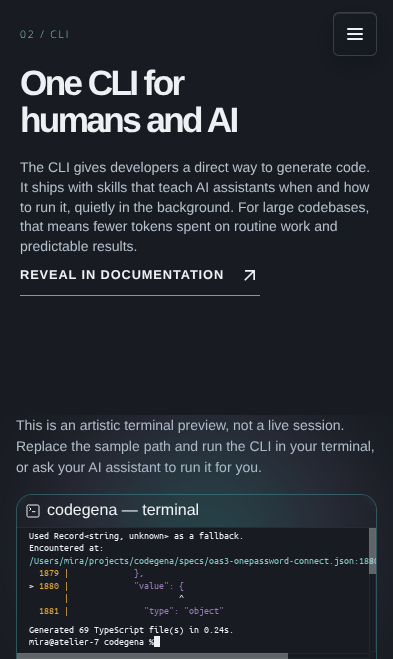 02 / CLI
One CLI for
humans and AI
The CLI gives developers a direct way to generate code.
It ships with skills that teach AI assistants when and how
to run it, quietly in the background. For large codebases,
that means fewer tokens spent on routine work and
predictable results.
REVEAL IN DOCUMENTATION
This is an artistic terminal preview, not a live session.
Replace the sample path and run the CLI in your terminal,
or ask your AI assistant to run it for you.
codegena — terminal
Used Record<string, unknown> as a fallback.
Encountered at:
/Users/mira/projects/codegena/specs/oas3-onepassword-connect.json:1880
1879 | },
> 1880 | "value": {
| ^
1881 | "type": "object"
Generated 69 TypeScript file(s) in 0.24s.
mira@atelier-7 codegena %